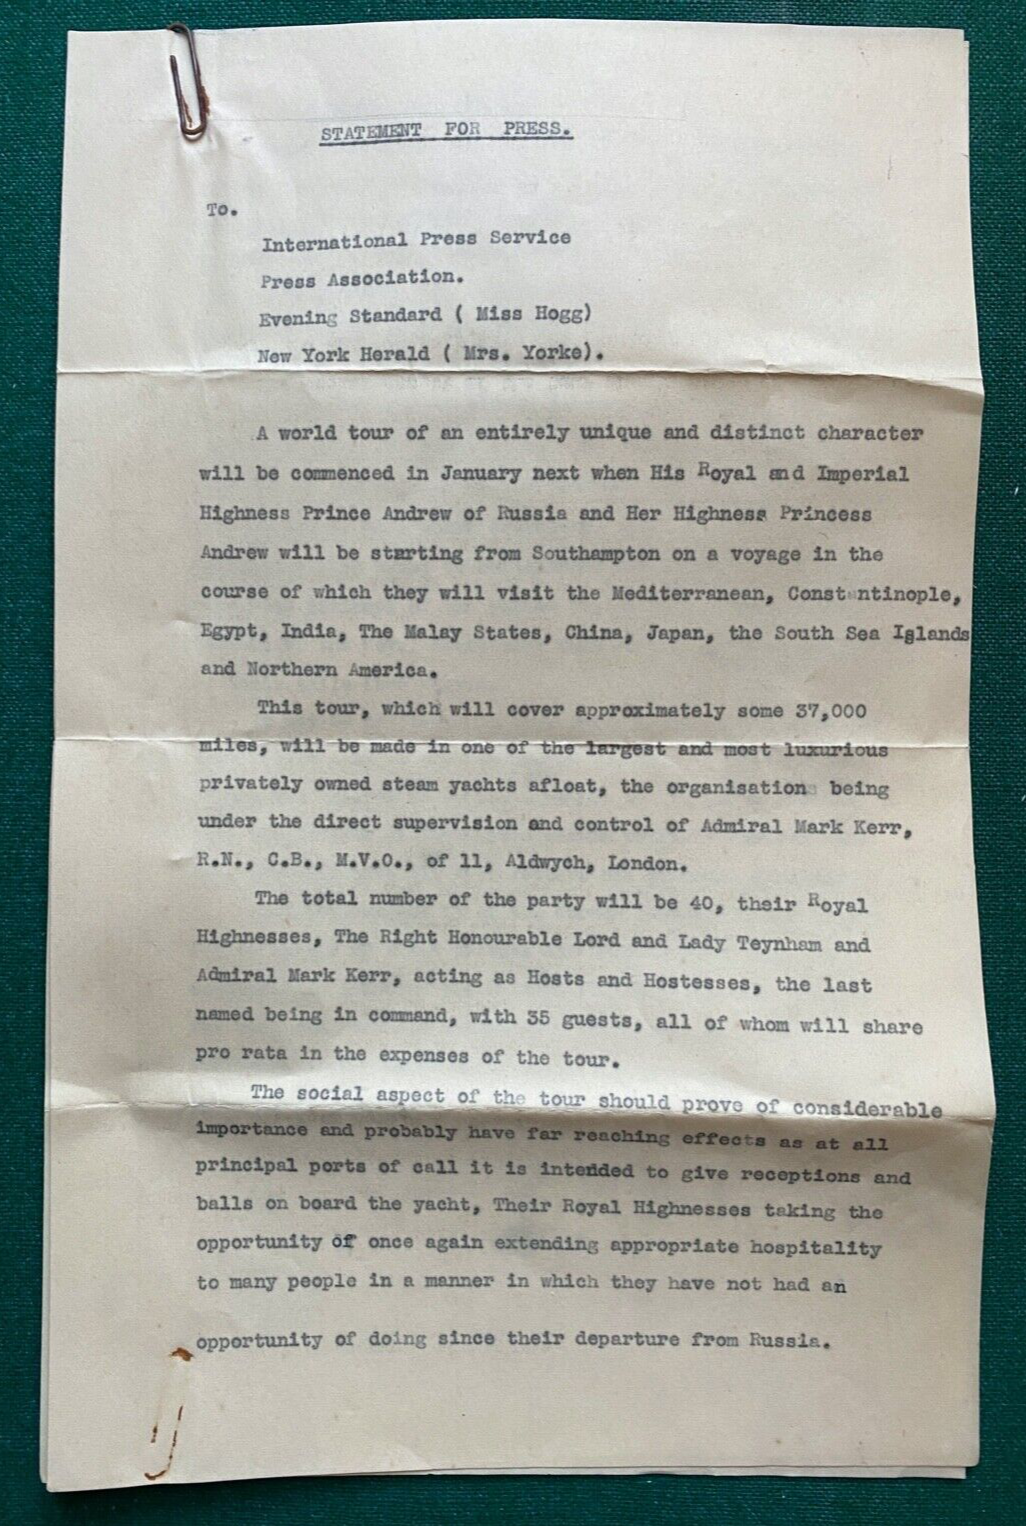 STATEMENT FOR PRESS.
To.
International Press Service
Press Association.
Evening Standard ( Miss Hogg)
New York Herald ( Mrs. Yorke).
A world tour of an entirely unique and distinct character
will be commenced in January next when His Royal and Imperial
Highness Prince Andrew of Russia and Her Highness Princess
Andrew will be starting from Southampton on a voyage in the
course of which they will visit the Mediterranean, Constantinople,
Egypt, India, The Malay States, China, Japan, the South Sea Islands
and Northern America.
This tour, which will cover approximately some 37,000
miles, will be made in one of the largest and most luxurious
privately owned steam yachts afloat, the organisation being
under the direct supervision and control of Admiral Mark Kerr,
R.N., C.B., M.V.O., of 11, Aldwych, London.
The total number of the party will be 40, their Royal
Highnesses, The Right Honourable Lord and Lady Teynham and
Admiral Mark Kerr, acting as Hosts and Hostesses, the last
named being in command, with 35 guests, all of whom will share
pro rata in the expenses of the tour.
The social aspect of the tour should prove of considerable
importance and probably have far reaching effects as at all
principal ports of call it is intended to give receptions and
balls on board the yacht, Their Royal Highnesses taking the
opportunity of once again extending appropriate hospitality
to many people in a manner in which they have not had an
opportunity of doing since their departure from Russia.